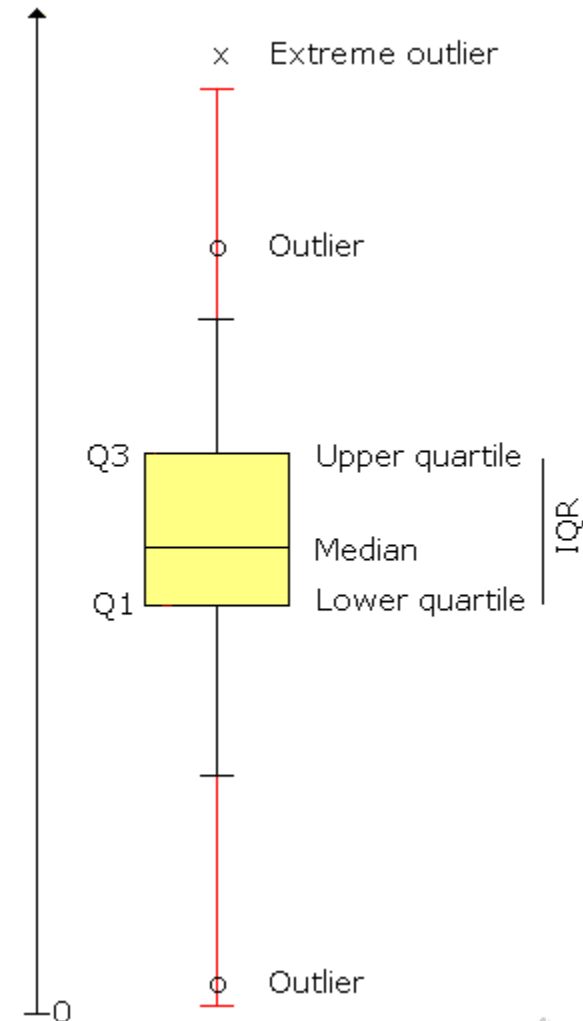 x Extreme outlier
o Outlier
Q3 Upper quartile
IQR
Median
Q1 Lower quartile
o Outlier
0